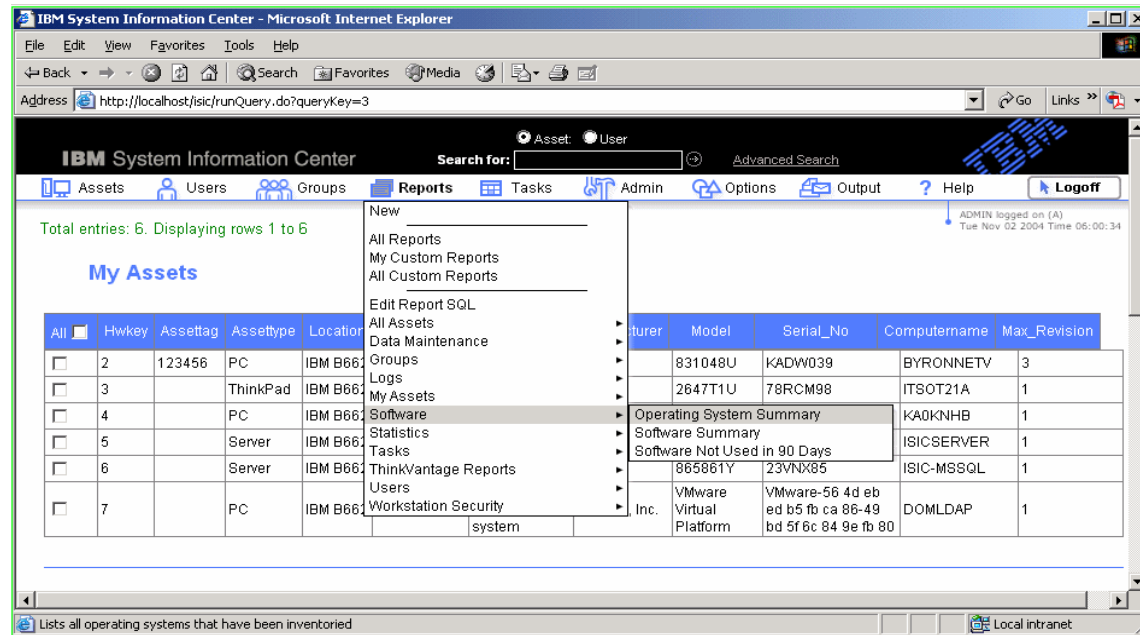 IBM System Information Center - Microsoft Internet Explorer
File Edit View Favorites Tools Help
Back Search Favorites Media
Address http://localhost/isic/runQuery.do?queryKey=3 Go Links »
Asset: User
IBM System Information Center Search for: Advanced Search
IBM
Assets Users Groups Reports Tasks Admin Options Output ? Help Logoff
ADMIN logged on (A)
Tue Nov 02 2004 Time 06:00:34
Total entries: 6. Displaying rows 1 to 6
My Assets
New
All Reports
My Custom Reports
All Custom Reports
Edit Report SQL
All Assets
Data Maintenance
Groups
Logs
My Assets
Software
Statistics
Tasks
ThinkVantage Reports
Users
Workstation Security
Operating System Summary
Software Summary
Software Not Used in 90 Days
All Hwkey Assettag Assettype Location turer Model Serial_No Computername Max_Revision
2 123456 PC IBM B662 831048U KADW039 BYRONNETV 3
3 ThinkPad IBM B662 2647T1U 78RCM98 ITSOT21A 1
4 PC IBM B662 KA0KNHB 1
5 Server IBM B662 ISICSERVER 1
6 Server IBM B662 865861Y 23VNX85 ISIC-MSSQL 1
7 PC IBM B662 system , Inc. VMware Virtual Platform VMware-56 4d eb ed b5 fb ca 86-49 bd 5f 6c 84 9e fb 80 DOMLDAP 1
Lists all operating systems that have been inventoried Local intranet